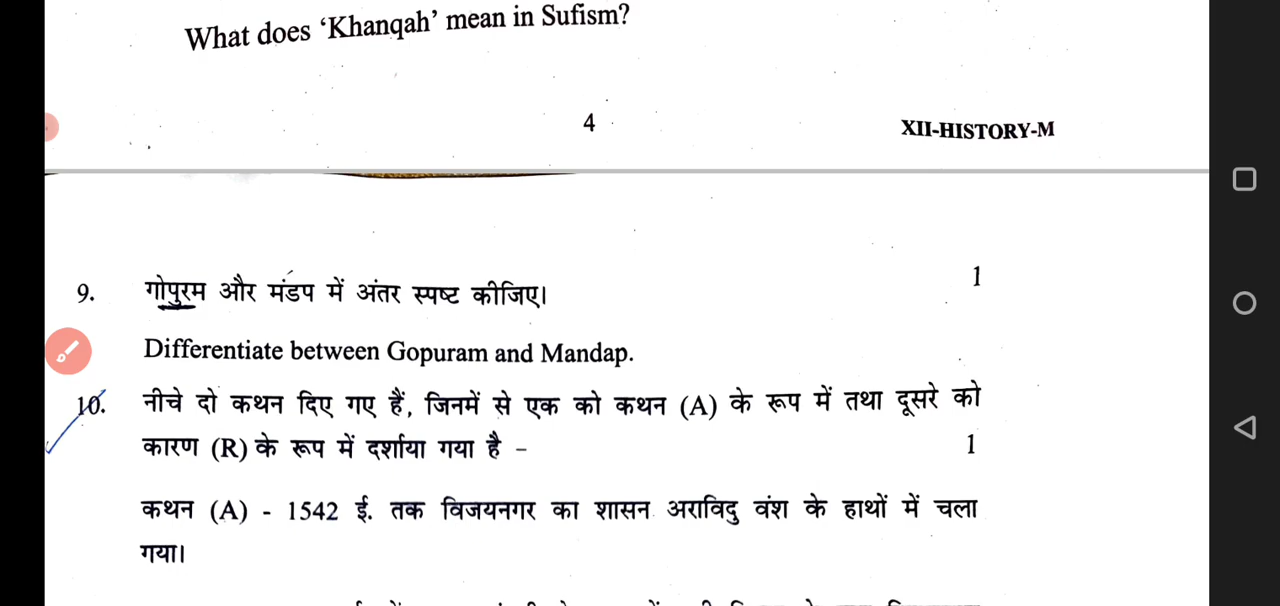 What does ‘Khanqah’ mean in Sufism?
4
XII-HISTORY-M
9. गोपुरम और मंडप में अंतर स्पष्ट कीजिए। 1
Differentiate between Gopuram and Mandap.
10. नीचे दो कथन दिए गए हैं, जिनमें से एक को कथन (A) के रूप में तथा दूसरे को
कारण (R) के रूप में दर्शाया गया है – 1
कथन (A) - 1542 ई. तक विजयनगर का शासन अराविदु वंश के हाथों में चला
गया।